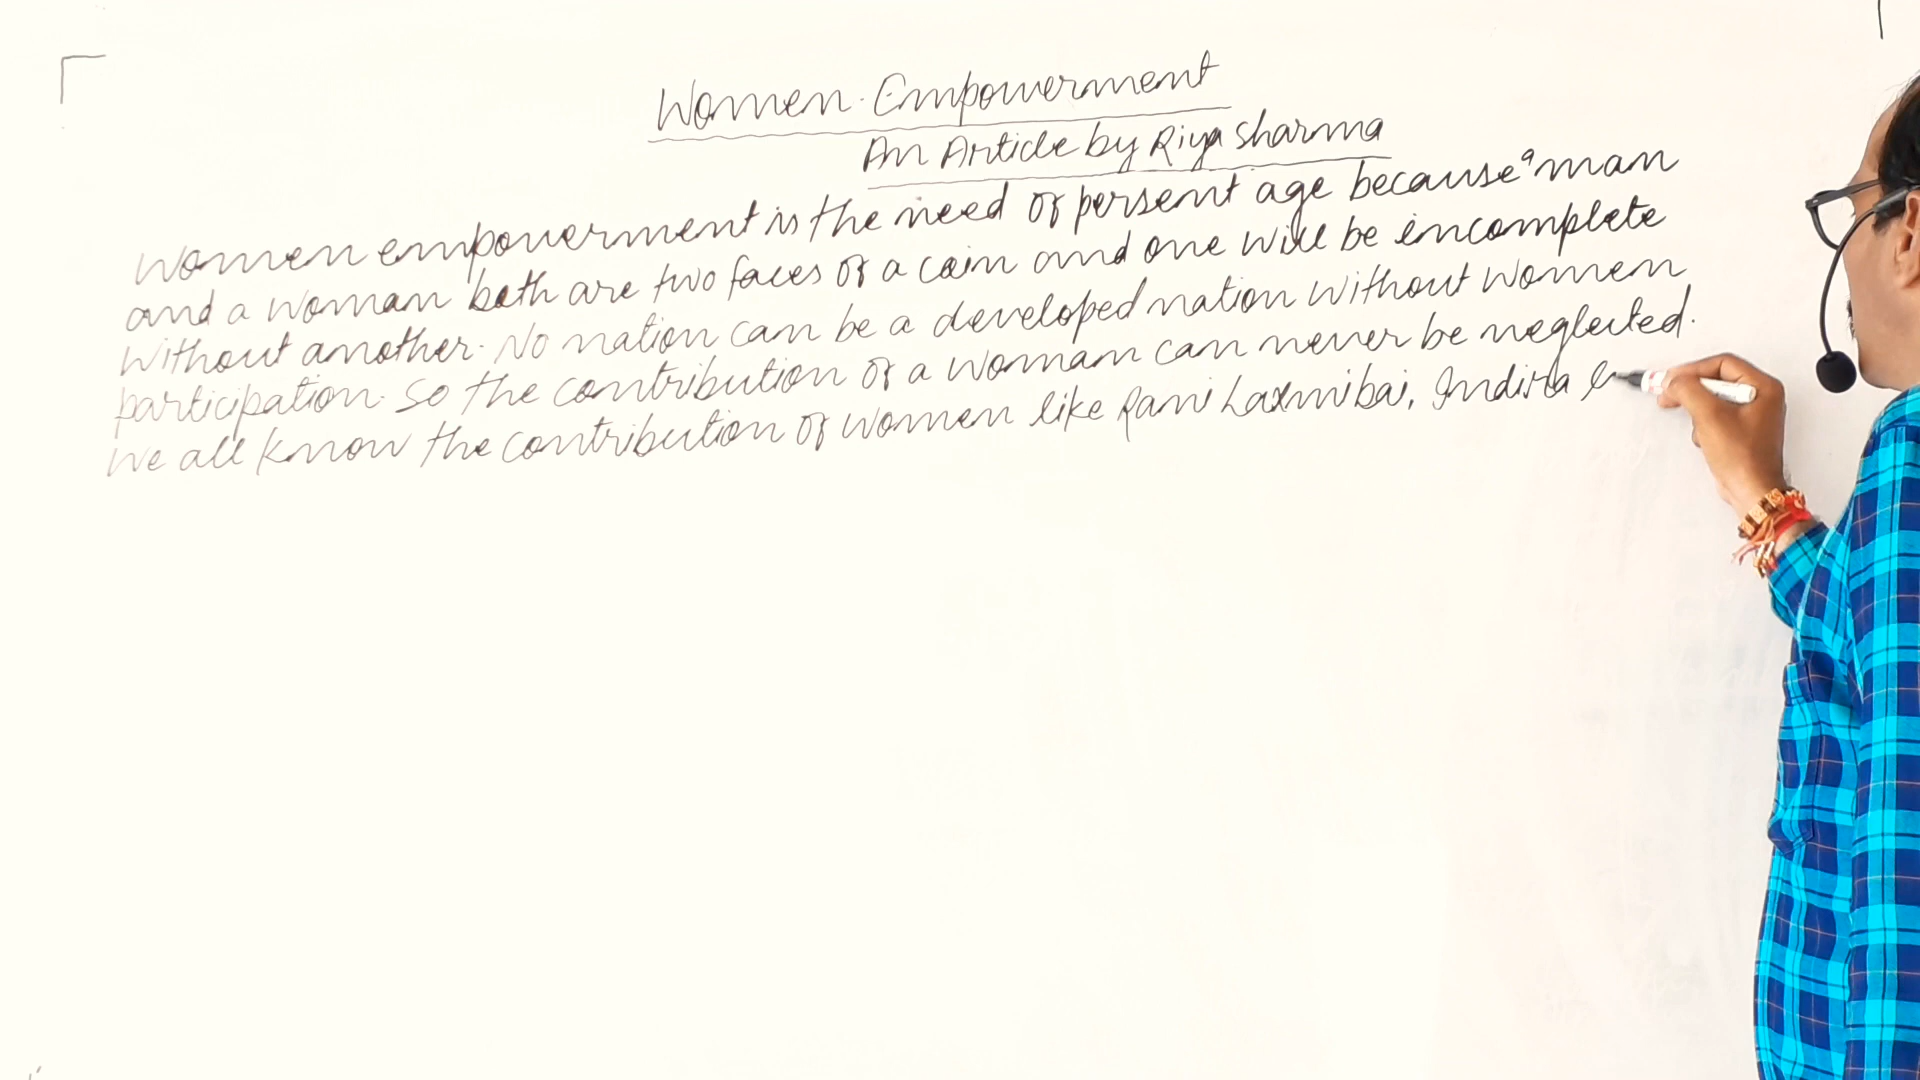 Women Empowerment
An Article by Riya Sharma
Women empowerment is the need of persent age because a man
and a woman both are two faces of a coin and one will be incomplete
without another. No nation can be a developed nation without women
participation. So the contribution of a woman can never be neglected.
We all know the contribution of women like Rani Laxmibai, Indira